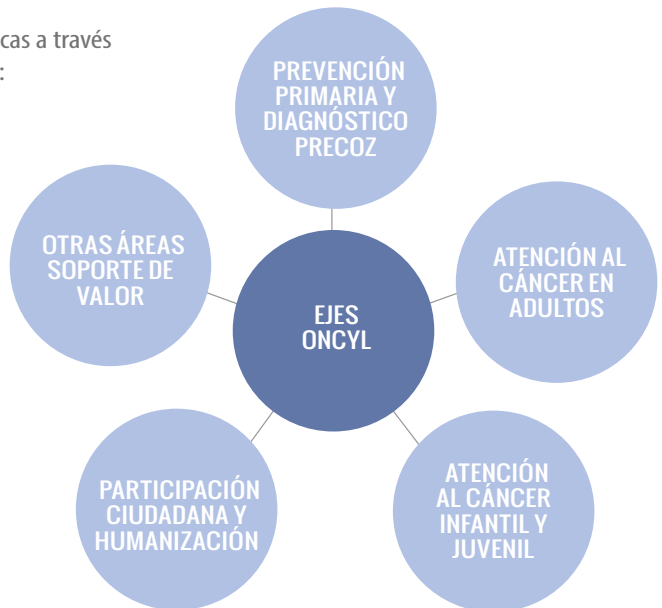 cas a través
:
PREVENCIÓN
PRIMARIA Y
DIAGNÓSTICO
PRECOZ
OTRAS ÁREAS
SOPORTE DE
VALOR
EJES
ONCYL
ATENCIÓN AL
CÁNCER EN
ADULTOS
PARTICIPACIÓN
CIUDADANA Y
HUMANIZACIÓN
ATENCIÓN
AL CÁNCER
INFANTIL Y
JUVENIL